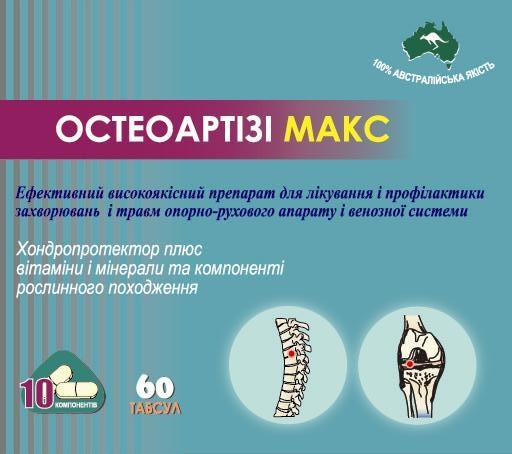 100% АВСТРАЛІЙСЬКА ЯКІСТЬ
ОСТЕОАРТІЗІ МАКС
Ефективний високоякісний препарат для лікування і профілактики
захворювань і травм опорно-рухового апарату і венозної системи
Хондропротектор плюс
вітаміни і мінерали та компоненті
рослинного походження
10 КОМПОНЕНТІВ
60
ТАБСУЛ